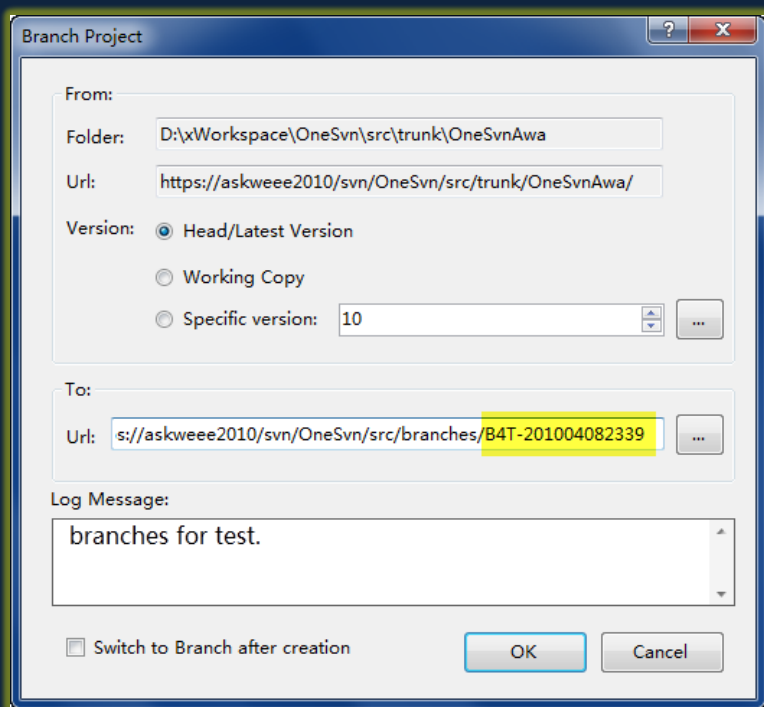 Branch Project
From:
Folder: D:\xWorkspace\OneSvn\src\trunk\OneSvnAwa
Url: https://askweee2010/svn/OneSvn/src/trunk/OneSvnAwa/
Version: Head/Latest Version
Working Copy
Specific version: 10 ...
To:
Url: s://askweee2010/svn/OneSvn/src/branches/B4T-201004082339 ...
Log Message:
branches for test.
Switch to Branch after creation OK Cancel